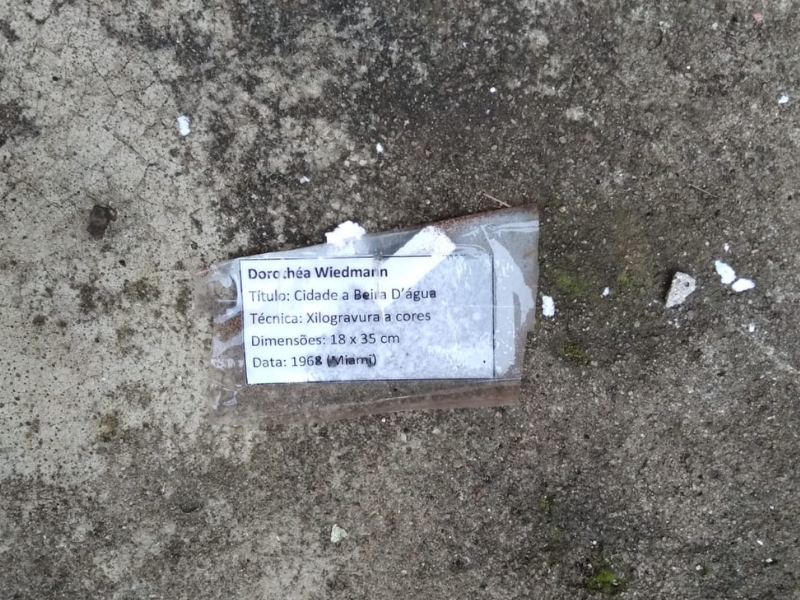 Dorothéa Wiedmann
Título: Cidade a Beira D'água
Técnica: Xilogravura a cores
Dimensões: 18 x 35 cm
Data: 1968 (Miami)